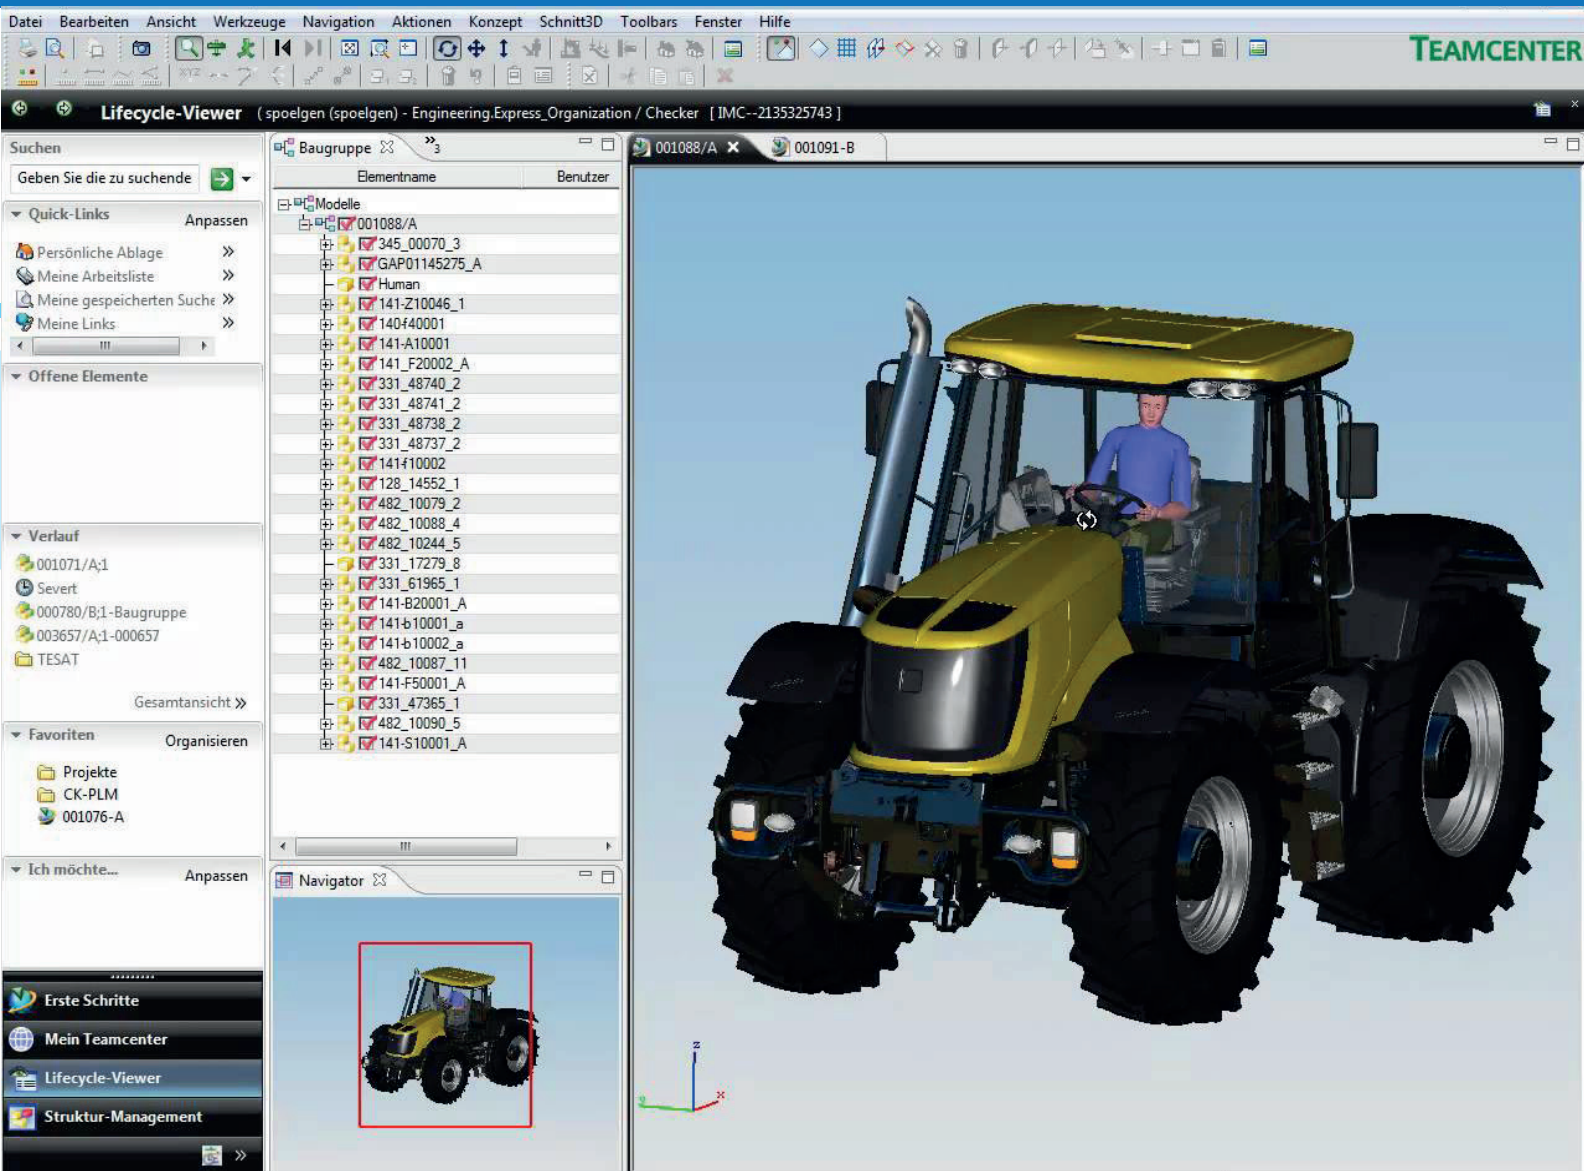 Datei Bearbeiten Ansicht Werkzeuge Navigation Aktionen Konzept Schnitt3D Toolbars Fenster Hilfe
TEAMCENTER
XYZ
Lifecycle-Viewer ( spoelgen (spoelgen) - Engineering.Express_Organization / Checker [ IMC--2135325743 ]
Suchen
Geben Sie die zu suchende
Quick-Links
Anpassen
Persönliche Ablage »
Meine Arbeitsliste »
Meine gespeicherten Suche »
Meine Links »
Offene Elemente
Verlauf
001071/A;1
Severt
000780/B;1-Baugruppe
003657/A;1-000657
TESAT
Gesamtansicht »
Favoriten
Organisieren
Projekte
CK-PLM
001076-A
Ich möchte...
Anpassen
Erste Schritte
Mein Teamcenter
Lifecycle-Viewer
Struktur-Management
»
Baugruppe »3
Elementname Benutzer
Modelle
001088/A
345_00070_3
GAP01145275_A
Human
141-Z10046_1
140f40001
141-A10001
141_F20002_A
331_48740_2
331_48741_2
331_48738_2
331_48737_2
141f10002
128_14552_1
482_10079_2
482_10088_4
482_10244_5
331_17279_8
331_61965_1
141-B20001_A
141-b10001_a
141-b10002_a
482_10087_11
141-F50001_A
331_47365_1
482_10090_5
141-S10001_A
Navigator
001088/A 001091-B
z
x